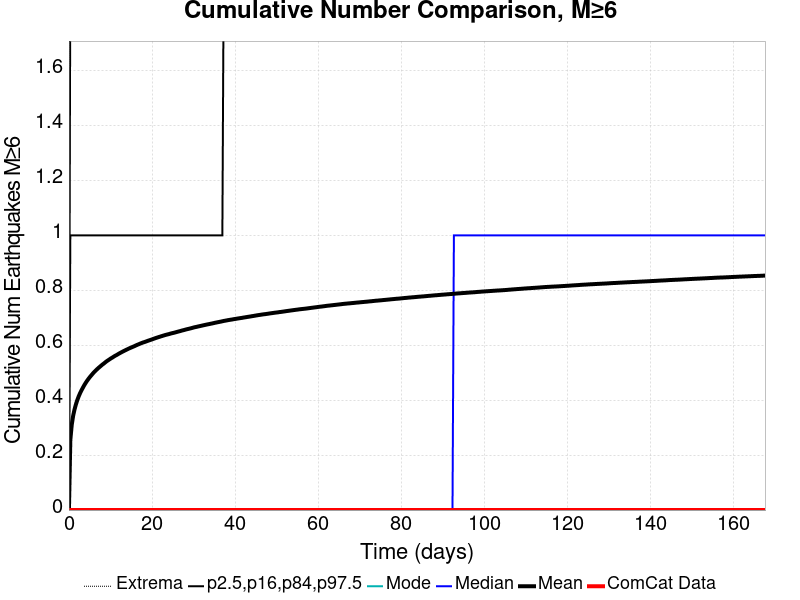 Cumulative Number Comparison, M≥6
Cumulative Num Earthquakes M≥6
1.6
1.4
1.2
1
0.8
0.6
0.4
0.2
0
0 20 40 60 80 100 120 140 160
Time (days)
Extrema p2.5,p16,p84,p97.5 Mode Median Mean ComCat Data